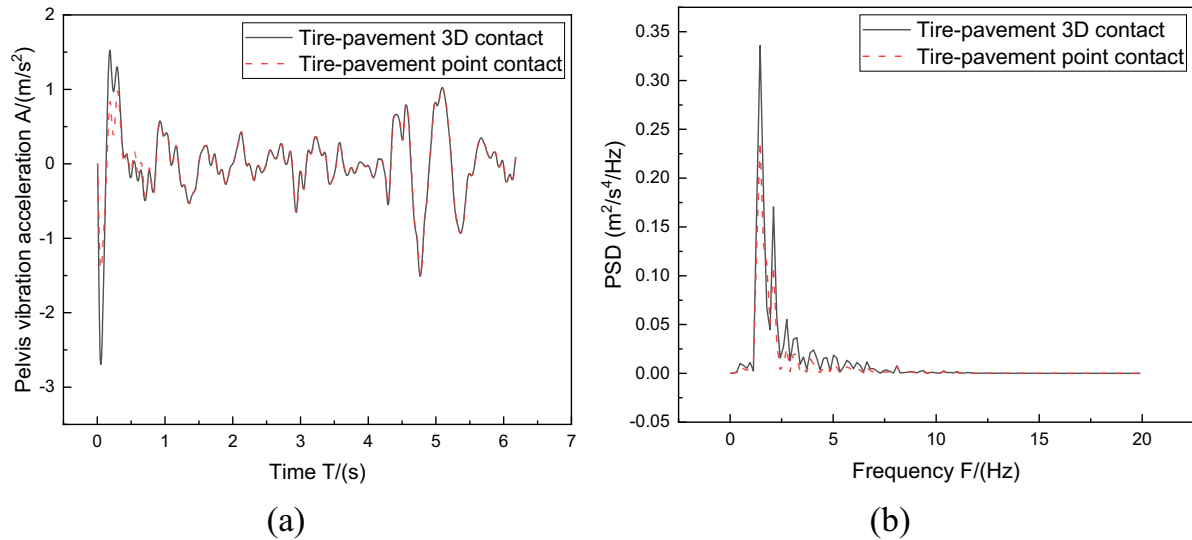 Pelvis vibration acceleration A/(m/s²)
2
1
0
-1
-2
-3
Tire-pavement 3D contact
Tire-pavement point contact
0 1 2 3 4 5 6 7
Time T/(s)
(a)
PSD (m²/s⁴/Hz)
0.35
0.30
0.25
0.20
0.15
0.10
0.05
0.00
-0.05
Tire-pavement 3D contact
Tire-pavement point contact
0 5 10 15 20
Frequency F/(Hz)
(b)